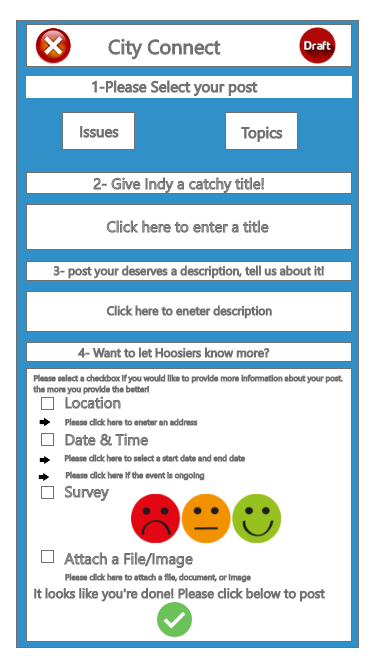 City Connect
Draft
1-Please Select your post
Issues
Topics
2- Give Indy a catchy title!
Click here to enter a title
3- post your deserves a description, tell us about it!
Click here to eneter description
4- Want to let Hoosiers know more?
Please select a checkbox if you would like to provide more information about your post.
the more you provide the better!
Location
Please click here to eneter an address
Date & Time
Please click here to select a start date and end date
Please click here if the event is ongoing
Survey
Attach a File/Image
Please click here to attach a file, document, or image
It looks like you're done! Please click below to post